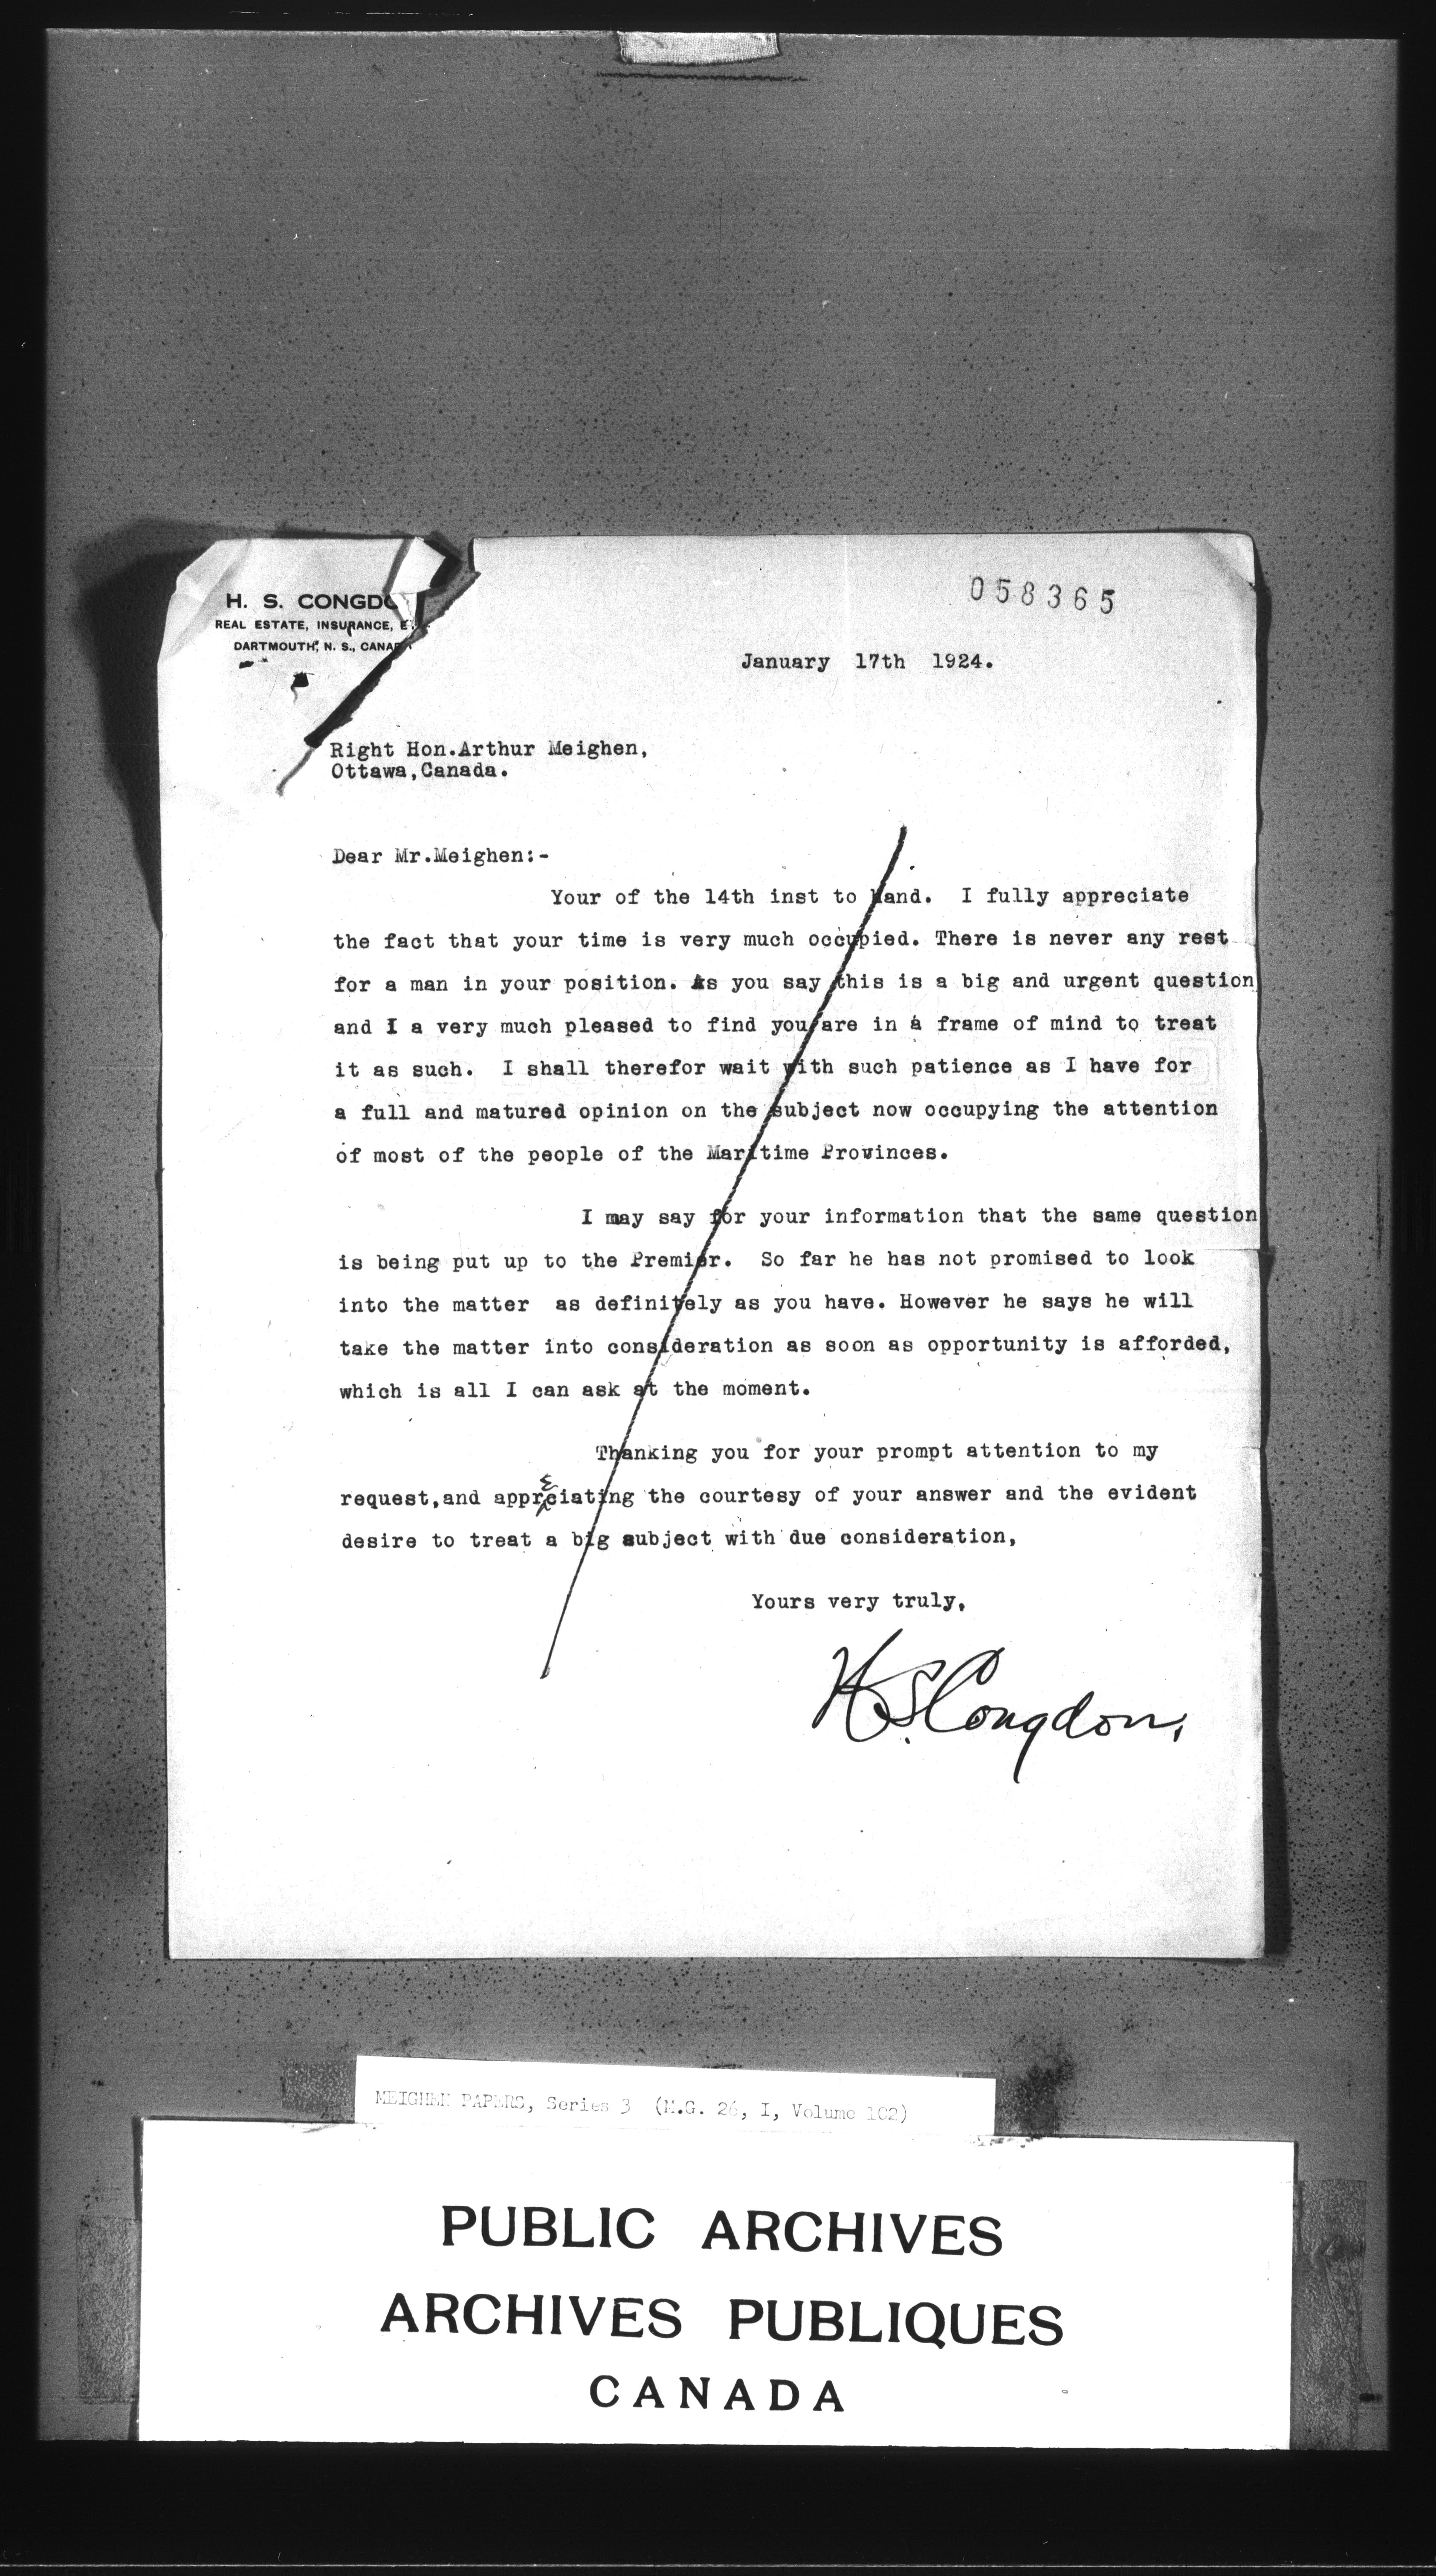 H. S. CONGDO
REAL ESTATE, INSURANCE, E
DARTMOUTH, N. S., CANA
058365
January 17th 1924.
Right Hon.Arthur Meighen,
Ottawa,Canada.
Dear Mr.Meighen:-
Your of the 14th inst to hand. I fully appreciate
the fact that your time is very much occupied. There is never any rest
for a man in your position. As you say this is a big and urgent question
and I a very much pleased to find you are in a frame of mind to treat
it as such. I shall therefor wait with such patience as I have for
a full and matured opinion on the subject now occupying the attention
of most of the people of the Maritime Provinces.
I may say for your information that the same question
is being put up to the Premier. So far he has not promised to look
into the matter as definitely as you have. However he says he will
take the matter into consideration as soon as opportunity is afforded,
which is all I can ask at the moment.
Thanking you for your prompt attention to my
request,and appreciating the courtesy of your answer and the evident
desire to treat a big subject with due consideration,
Yours very truly,
H.S. Congdon.
MEIGHEN PAPERS, Series 3 (M.G. 26, I, Volume 102)
PUBLIC ARCHIVES
ARCHIVES PUBLIQUES
CANADA